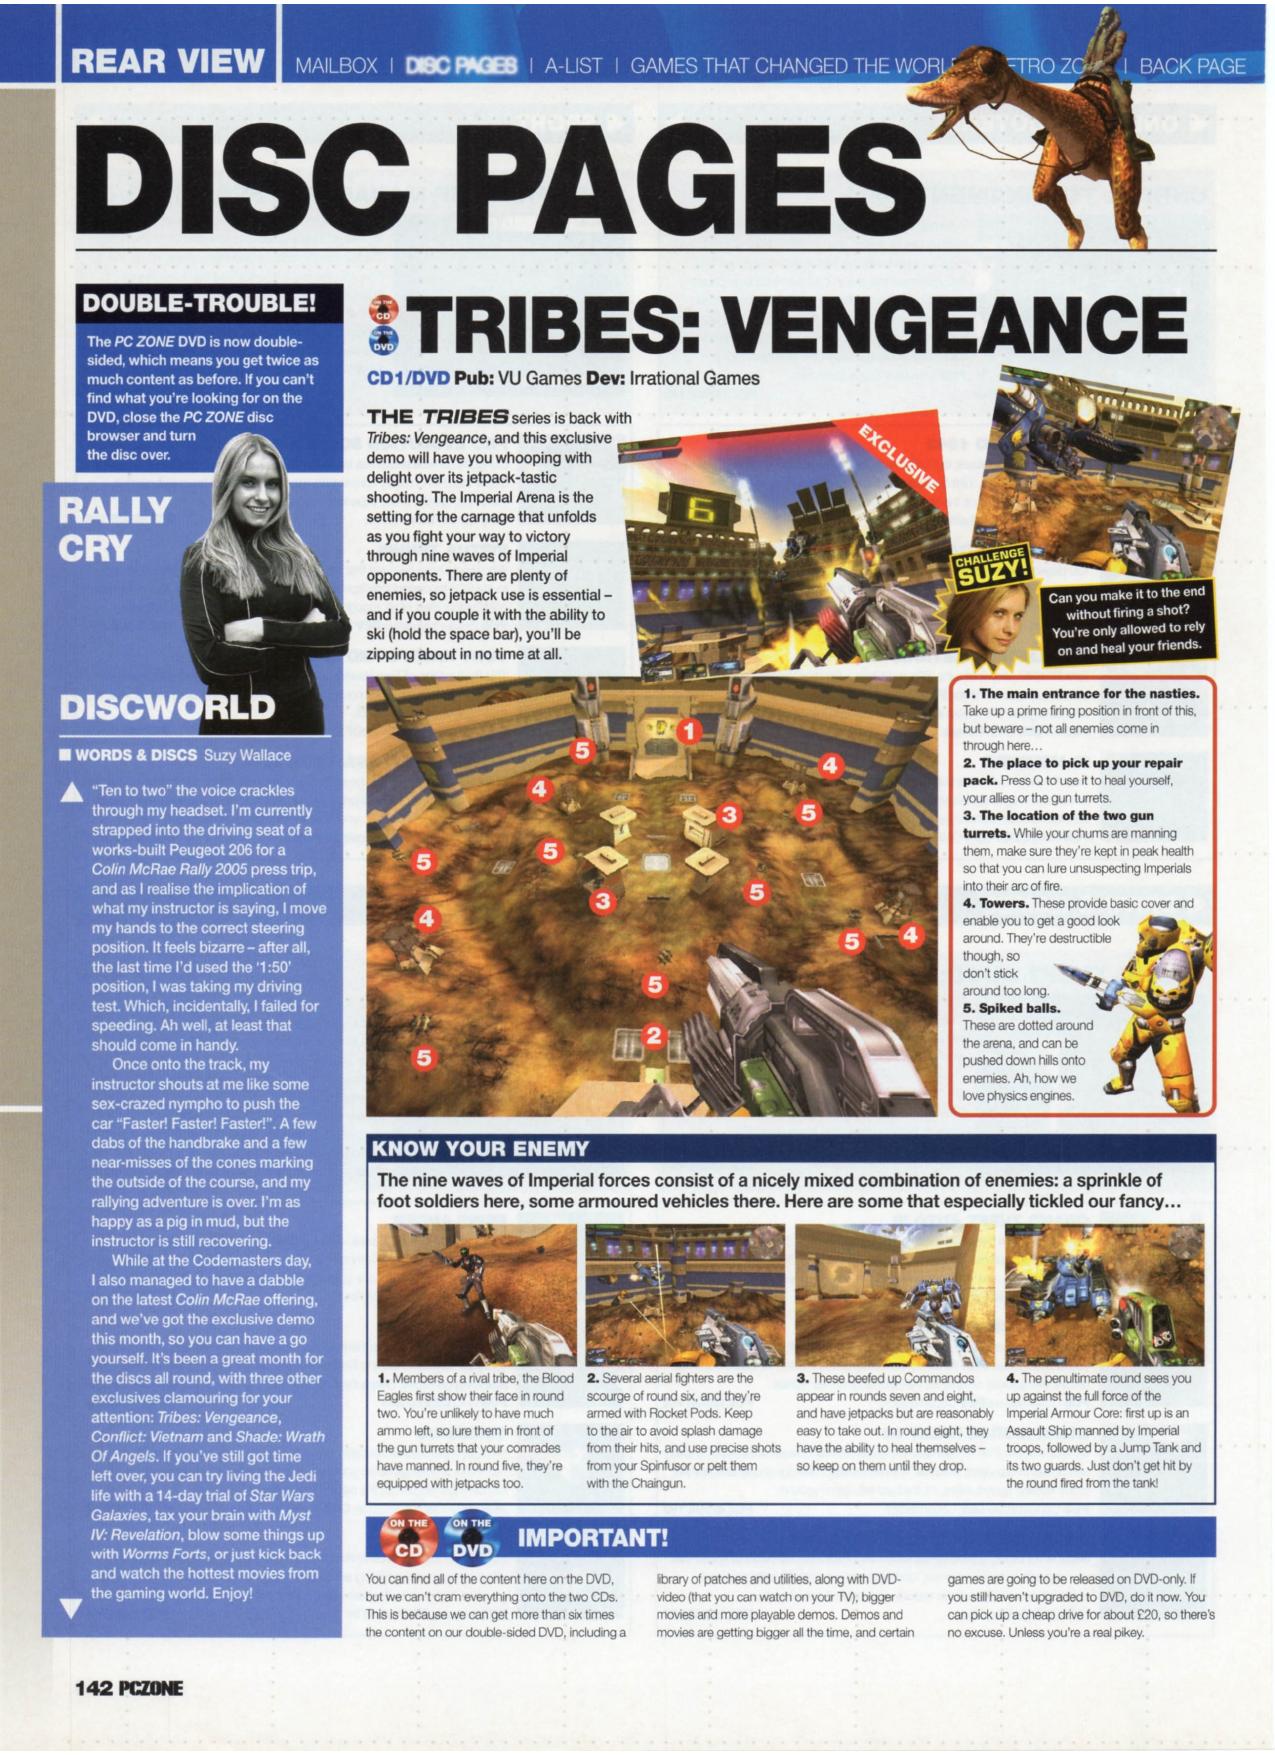 REAR VIEW
MAILBOX | DISC PAGES | A-LIST | GAMES THAT CHANGED THE WORL ETRO ZO | BACK PAGE
DISC PAGES
DOUBLE-TROUBLE!
The PC ZONE DVD is now double-
sided, which means you get twice as
much content as before. If you can't
find what you're looking for on the
DVD, close the PC ZONE disc
browser and turn
the disc over.
RALLY
CRY
DISCWORLD
WORDS & DISCS Suzy Wallace
"Ten to two" the voice crackles
through my headset. I'm currently
strapped into the driving seat of a
works-built Peugeot 206 for a
Colin McRae Rally 2005 press trip,
and as I realise the implication of
what my instructor is saying, I move
my hands to the correct steering
position. It feels bizarre – after all,
the last time I'd used the '1:50'
position, I was taking my driving
test. Which, incidentally, I failed for
speeding. Ah well, at least that
should come in handy.
Once onto the track, my
instructor shouts at me like some
sex-crazed nympho to push the
car "Faster! Faster! Faster!". A few
dabs of the handbrake and a few
near-misses of the cones marking
the outside of the course, and my
rallying adventure is over. I'm as
happy as a pig in mud, but the
instructor is still recovering.
While at the Codemasters day,
I also managed to have a dabble
on the latest Colin McRae offering,
and we've got the exclusive demo
this month, so you can have a go
yourself. It's been a great month for
the discs all round, with three other
exclusives clamouring for your
attention: Tribes: Vengeance,
Conflict: Vietnam and Shade: Wrath
Of Angels. If you've still got time
left over, you can try living the Jedi
life with a 14-day trial of Star Wars
Galaxies, tax your brain with Myst
IV: Revelation, blow some things up
with Worms Forts, or just kick back
and watch the hottest movies from
the gaming world. Enjoy!
ON THE CD
ON THE DVD
TRIBES: VENGEANCE
CD1/DVD Pub: VU Games Dev: Irrational Games
THE TRIBES series is back with
Tribes: Vengeance, and this exclusive
demo will have you whooping with
delight over its jetpack-tastic
shooting. The Imperial Arena is the
setting for the carnage that unfolds
as you fight your way to victory
through nine waves of Imperial
opponents. There are plenty of
enemies, so jetpack use is essential –
and if you couple it with the ability to
ski (hold the space bar), you'll be
zipping about in no time at all.
EXCLUSIVE
6
CHALLENGE
SUZY!
Can you make it to the end
without firing a shot?
You're only allowed to rely
on and heal your friends.
1
5
4
4
3
5
5
5
5
3
4
5
4
5
2
5
1. The main entrance for the nasties.
Take up a prime firing position in front of this,
but beware – not all enemies come in
through here...
2. The place to pick up your repair
pack. Press Q to use it to heal yourself,
your allies or the gun turrets.
3. The location of the two gun
turrets. While your chums are manning
them, make sure they're kept in peak health
so that you can lure unsuspecting Imperials
into their arc of fire.
4. Towers. These provide basic cover and
enable you to get a good look
around. They're destructible
though, so
don't stick
around too long.
5. Spiked balls.
These are dotted around
the arena, and can be
pushed down hills onto
enemies. Ah, how we
love physics engines.
KNOW YOUR ENEMY
The nine waves of Imperial forces consist of a nicely mixed combination of enemies: a sprinkle of
foot soldiers here, some armoured vehicles there. Here are some that especially tickled our fancy...
1. Members of a rival tribe, the Blood
Eagles first show their face in round
two. You're unlikely to have much
ammo left, so lure them in front of
the gun turrets that your comrades
have manned. In round five, they're
equipped with jetpacks too.
2. Several aerial fighters are the
scourge of round six, and they're
armed with Rocket Pods. Keep
to the air to avoid splash damage
from their hits, and use precise shots
from your Spinfusor or pelt them
with the Chaingun.
3. These beefed up Commandos
appear in rounds seven and eight,
and have jetpacks but are reasonably
easy to take out. In round eight, they
have the ability to heal themselves –
so keep on them until they drop.
4. The penultimate round sees you
up against the full force of the
Imperial Armour Core: first up is an
Assault Ship manned by Imperial
troops, followed by a Jump Tank and
its two guards. Just don't get hit by
the round fired from the tank!
ON THE CD
ON THE DVD
IMPORTANT!
You can find all of the content here on the DVD,
but we can't cram everything onto the two CDs.
This is because we can get more than six times
the content on our double-sided DVD, including a
library of patches and utilities, along with DVD-
video (that you can watch on your TV), bigger
movies and more playable demos. Demos and
movies are getting bigger all the time, and certain
games are going to be released on DVD-only. If
you still haven't upgraded to DVD, do it now. You
can pick up a cheap drive for about £20, so there's
no excuse. Unless you're a real pikey.
142 PCZONE